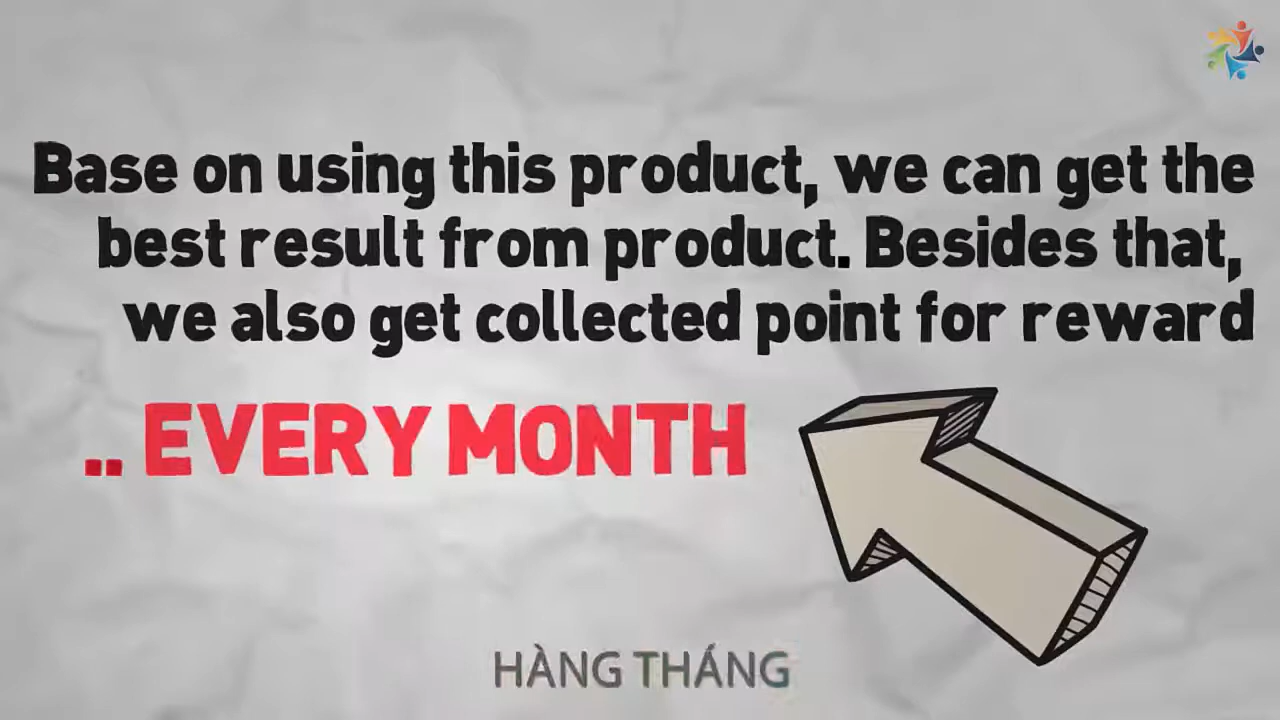 Base on using this product, we can get the
best result from product. Besides that,
we also get collected point for reward
.. EVERY MONTH
HÀNG THÁNG